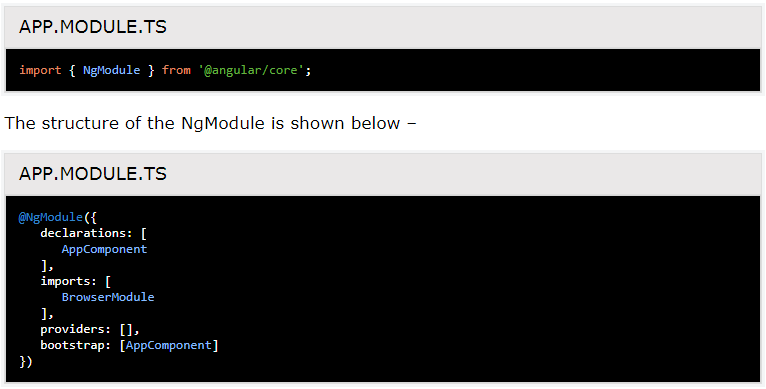 APP.MODULE.TS
import { NgModule } from '@angular/core';
The structure of the NgModule is shown below –
APP.MODULE.TS
@NgModule({
   declarations: [
      AppComponent
   ],
   imports: [
      BrowserModule
   ],
   providers: [],
   bootstrap: [AppComponent]
})